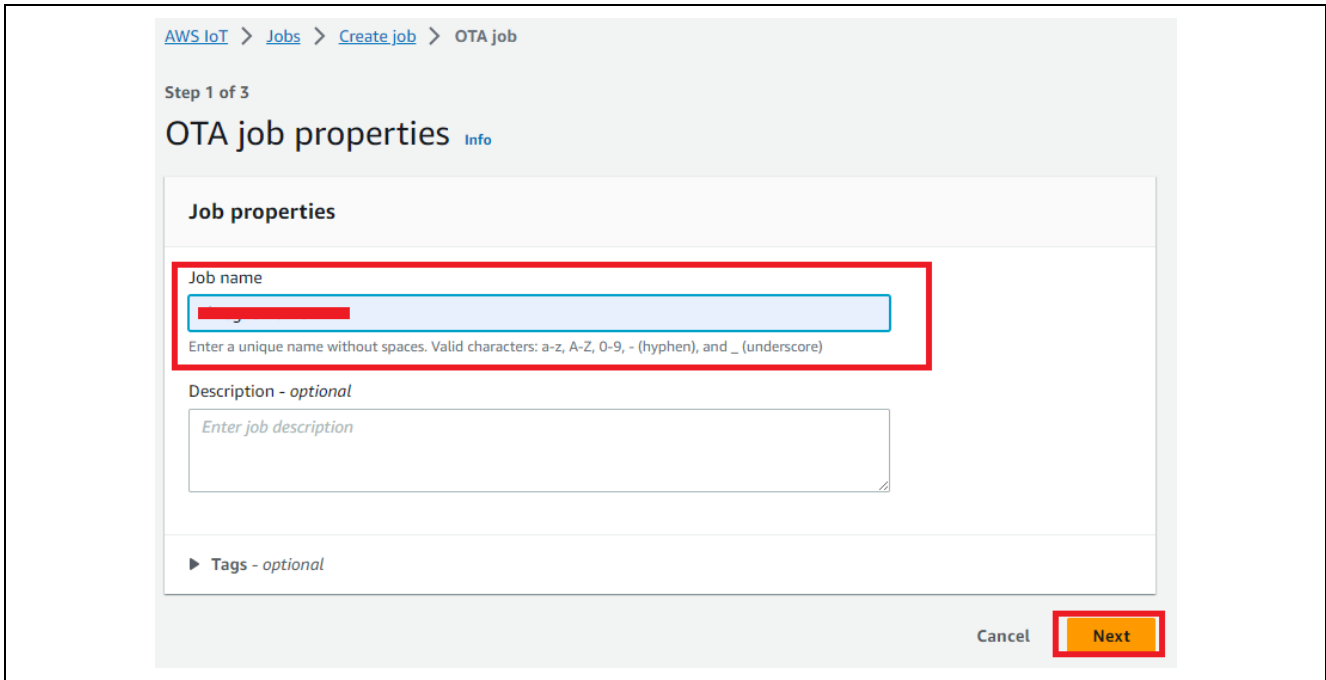 AWS IoT > Jobs > Create job > OTA job
Step 1 of 3
OTA job properties Info
Job properties
Job name
Enter a unique name without spaces. Valid characters: a-z, A-Z, 0-9, - (hyphen), and _ (underscore)
Description - optional
Enter job description
Tags - optional
Cancel Next